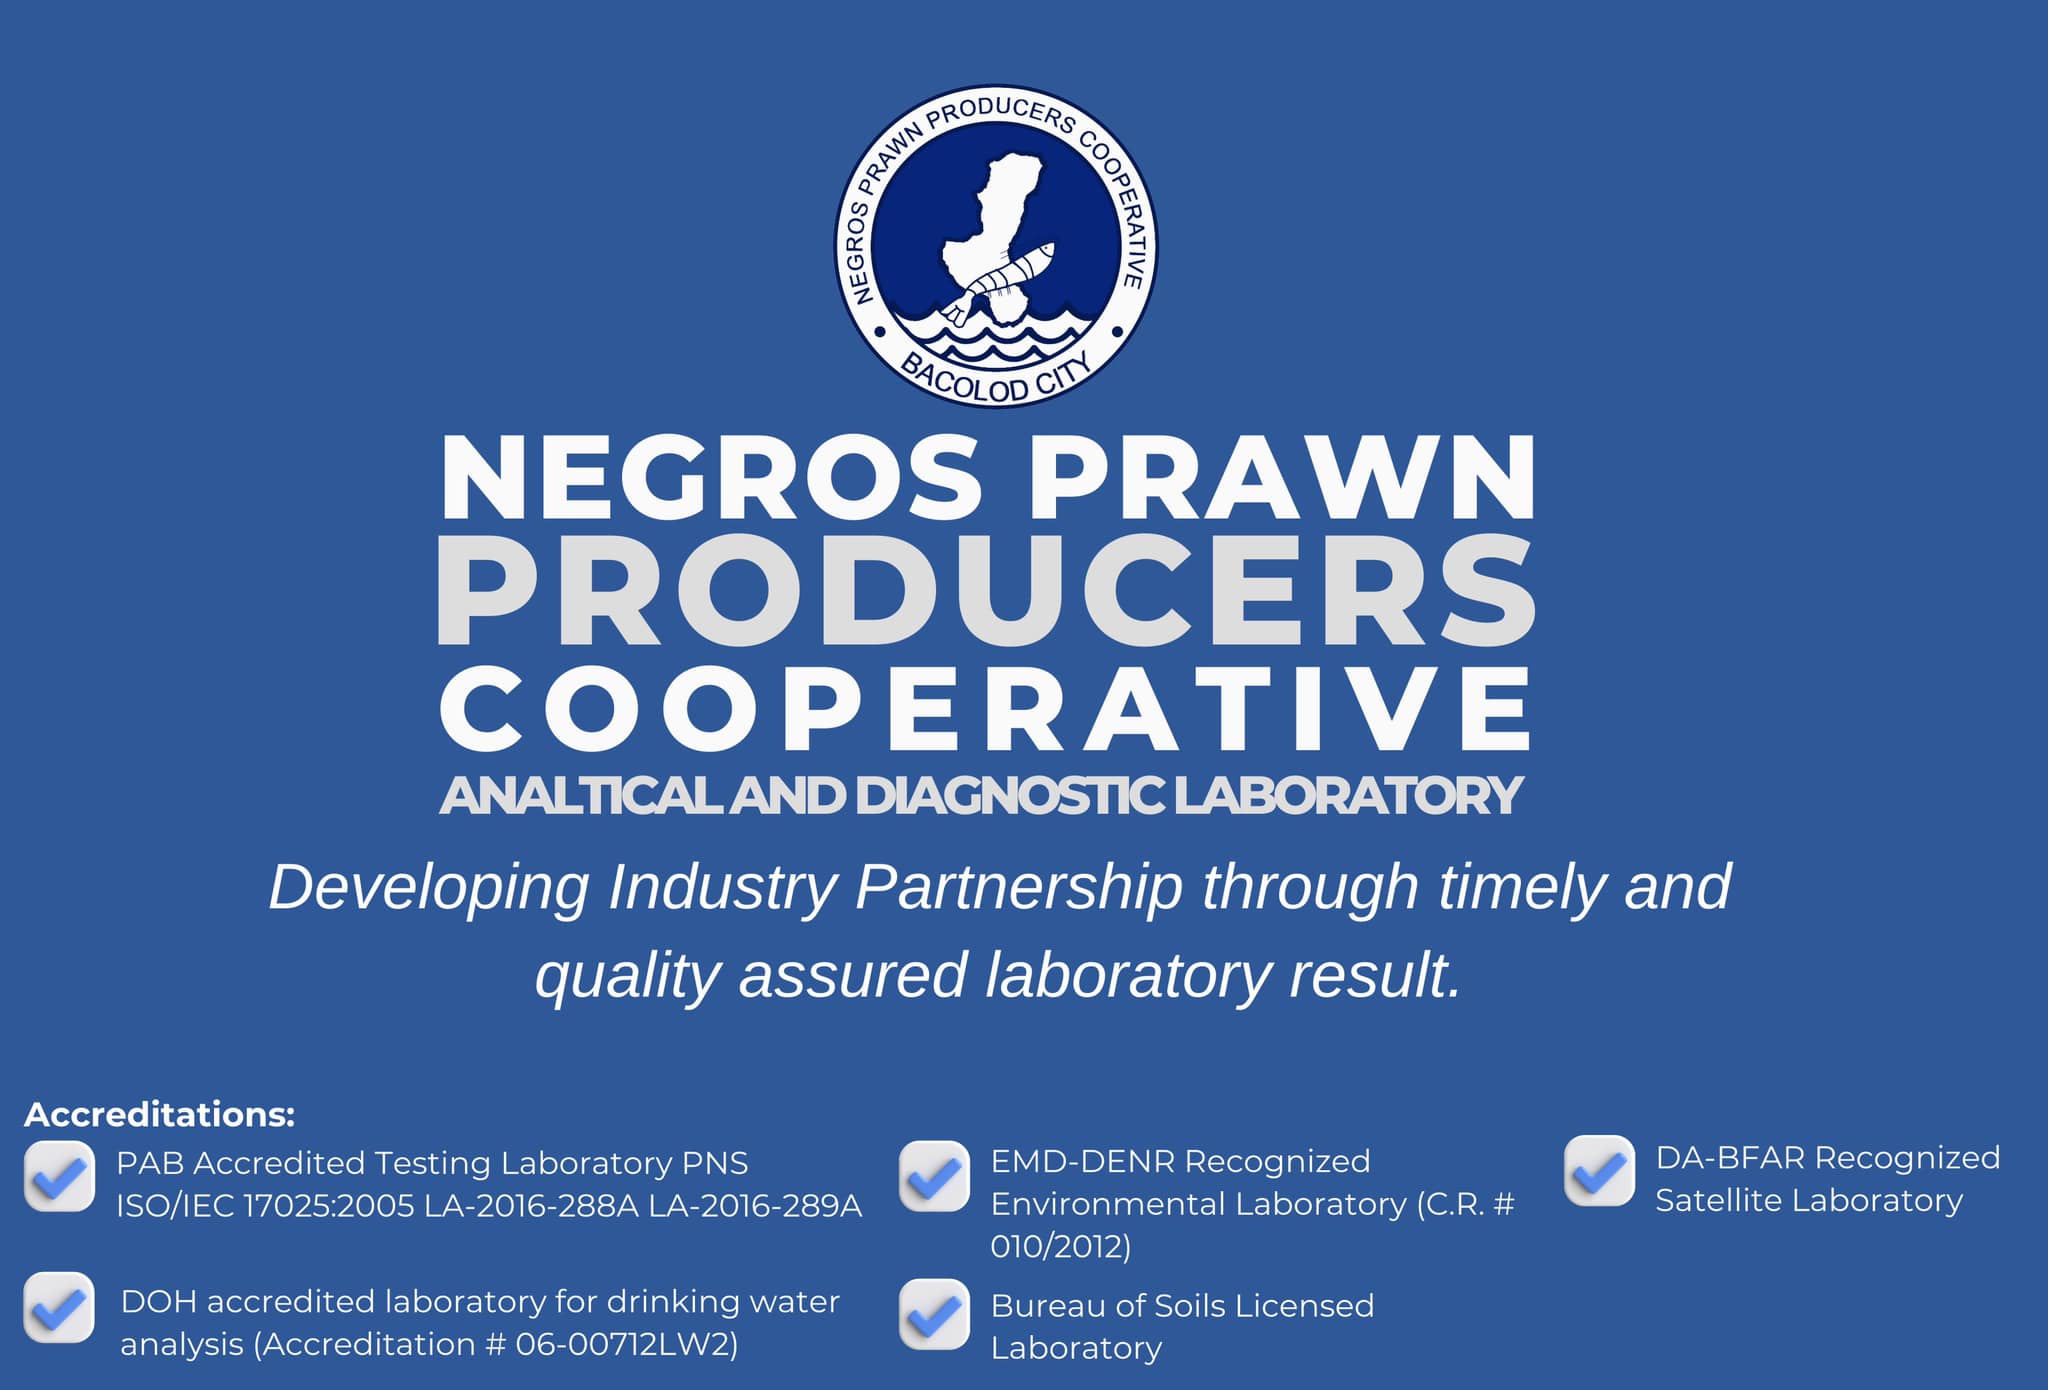 NEGROS PRAWN PRODUCERS COOPERATIVE
BACOLOD CITY
NEGROS PRAWN
PRODUCERS
COOPERATIVE
ANALTICAL AND DIAGNOSTIC LABORATORY
Developing Industry Partnership through timely and
quality assured laboratory result.
Accreditations:
PAB Accredited Testing Laboratory PNS
ISO/IEC 17025:2005 LA-2016-288A LA-2016-289A
DOH accredited laboratory for drinking water
analysis (Accreditation # 06-00712LW2)
EMD-DENR Recognized
Environmental Laboratory (C.R. #
010/2012)
Bureau of Soils Licensed
Laboratory
DA-BFAR Recognized
Satellite Laboratory